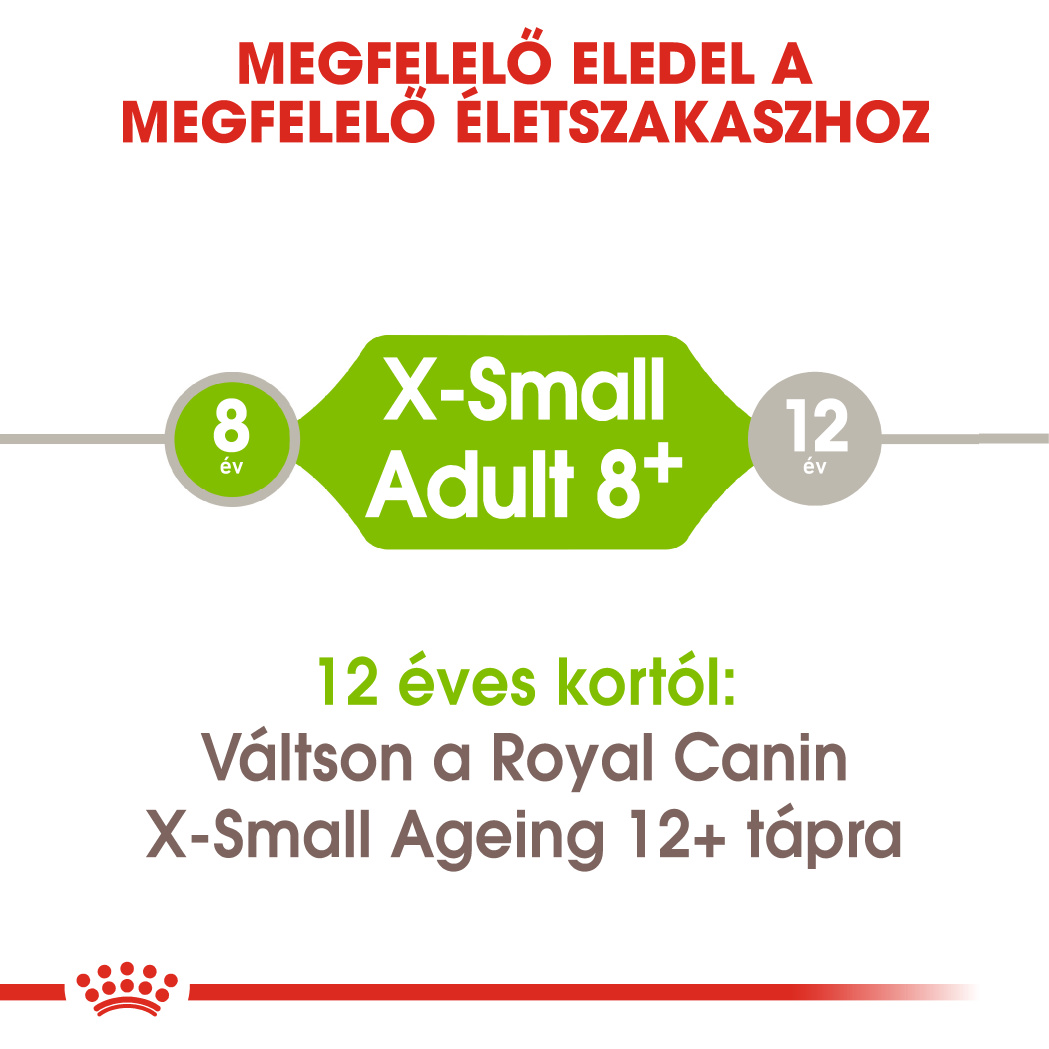 MEGFELELŐ ELEDEL A
MEGFELELŐ ÉLETSZAKASZHOZ
8
év
X-Small
Adult 8+
12
év
12 éves kortól:
Váltson a Royal Canin
X-Small Ageing 12+ tápra